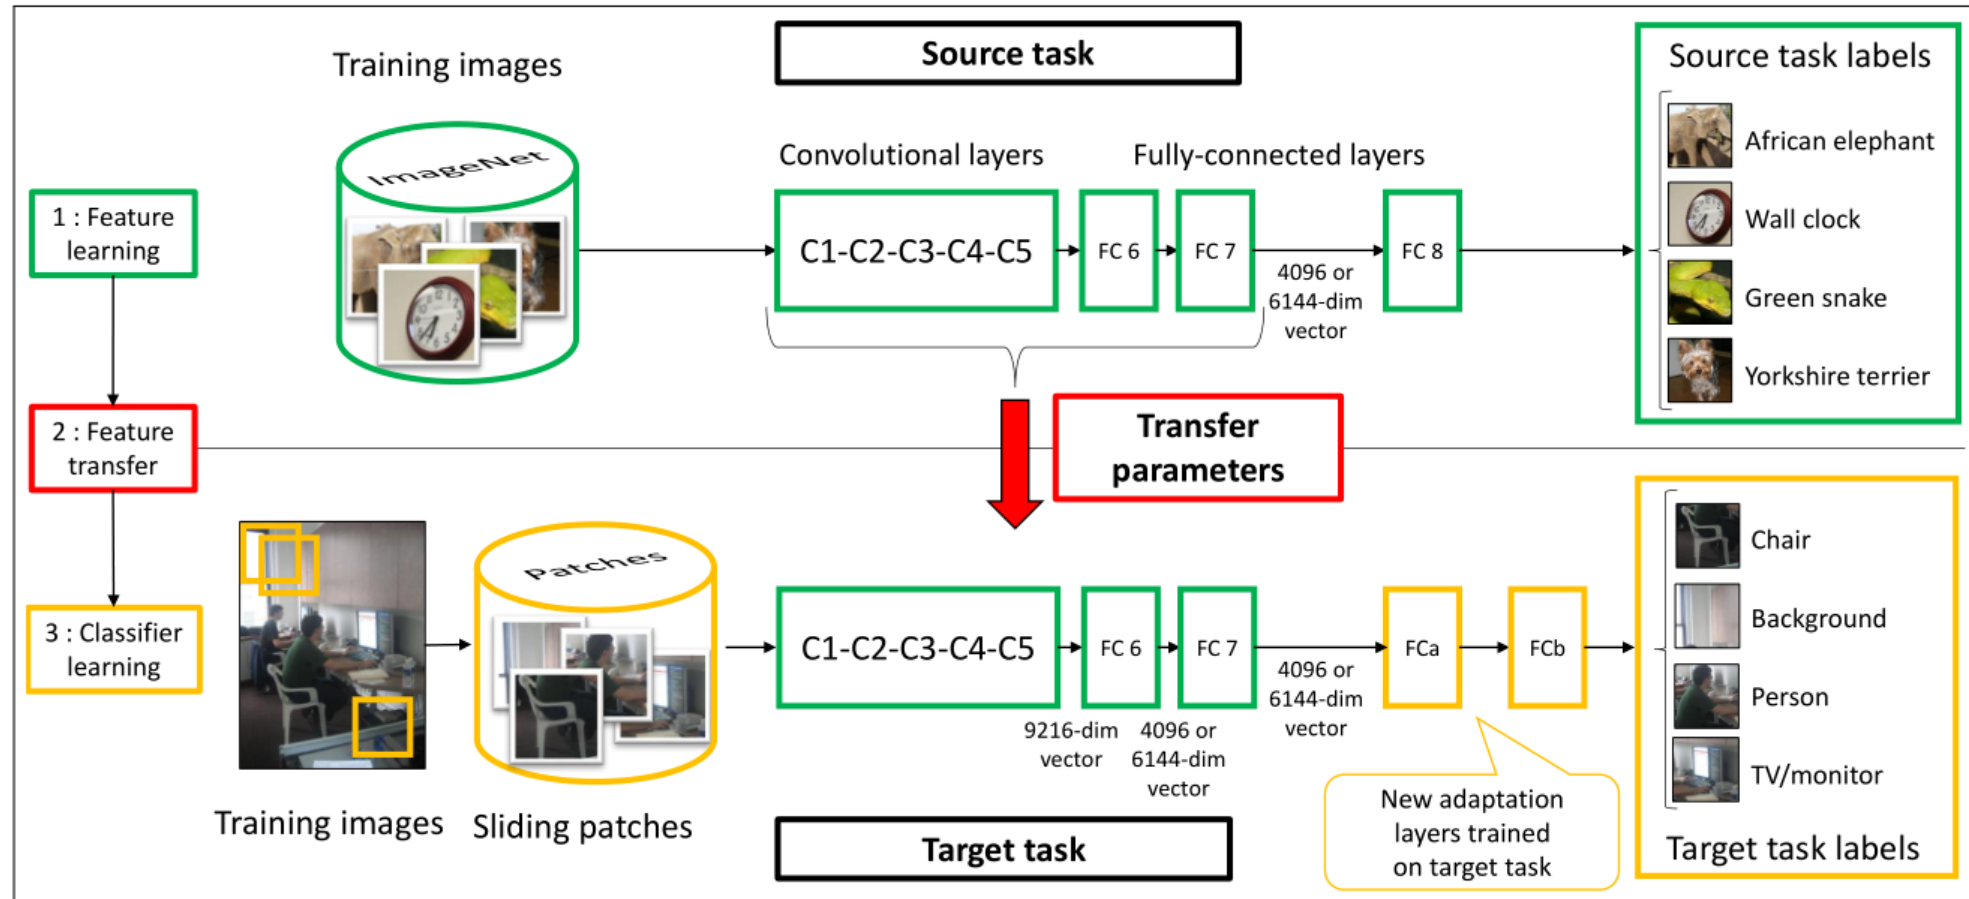 Source task
Training images
Source task labels
ImageNet
Convolutional layers
Fully-connected layers
African elephant
Wall clock
Green snake
Yorkshire terrier
1 : Feature
learning
C1-C2-C3-C4-C5
FC 6
FC 7
4096 or
6144-dim
vector
FC 8
2 : Feature
transfer
Transfer
parameters
3 : Classifier
learning
Training images
Patches
Sliding patches
C1-C2-C3-C4-C5
9216-dim
vector
FC 6
4096 or
6144-dim
vector
FC 7
4096 or
6144-dim
vector
FCa
FCb
New adaptation
layers trained
on target task
Chair
Background
Person
TV/monitor
Target task labels
Target task